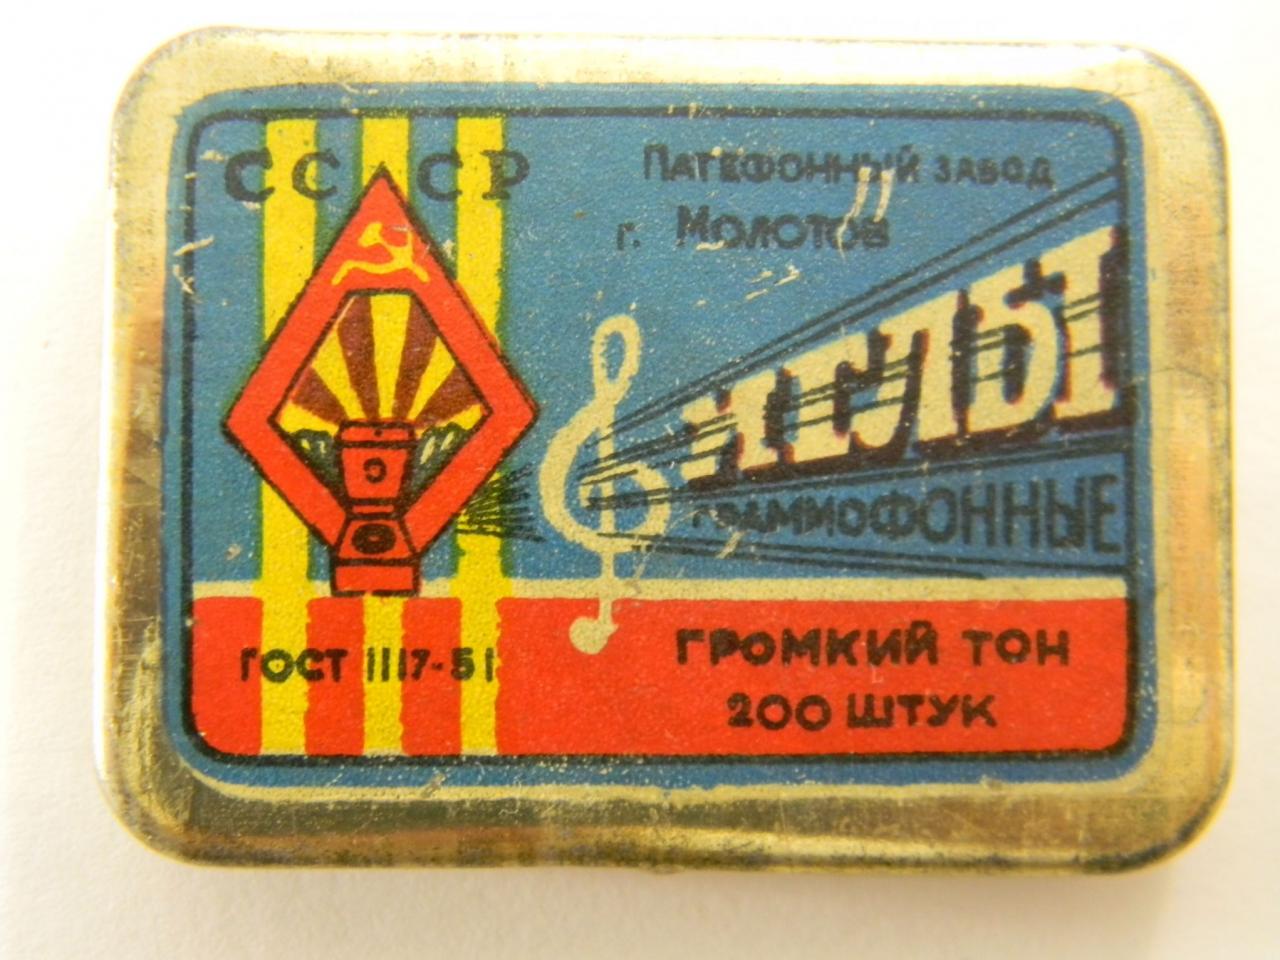 СССР
ПАТЕФОННЫЙ ЗАВОД
г. МОЛОТОВ
ИГЛЫ
ГРАММОФОННЫЕ
ГОСТ 1117-51
ГРОМКИЙ ТОН
200 ШТУК